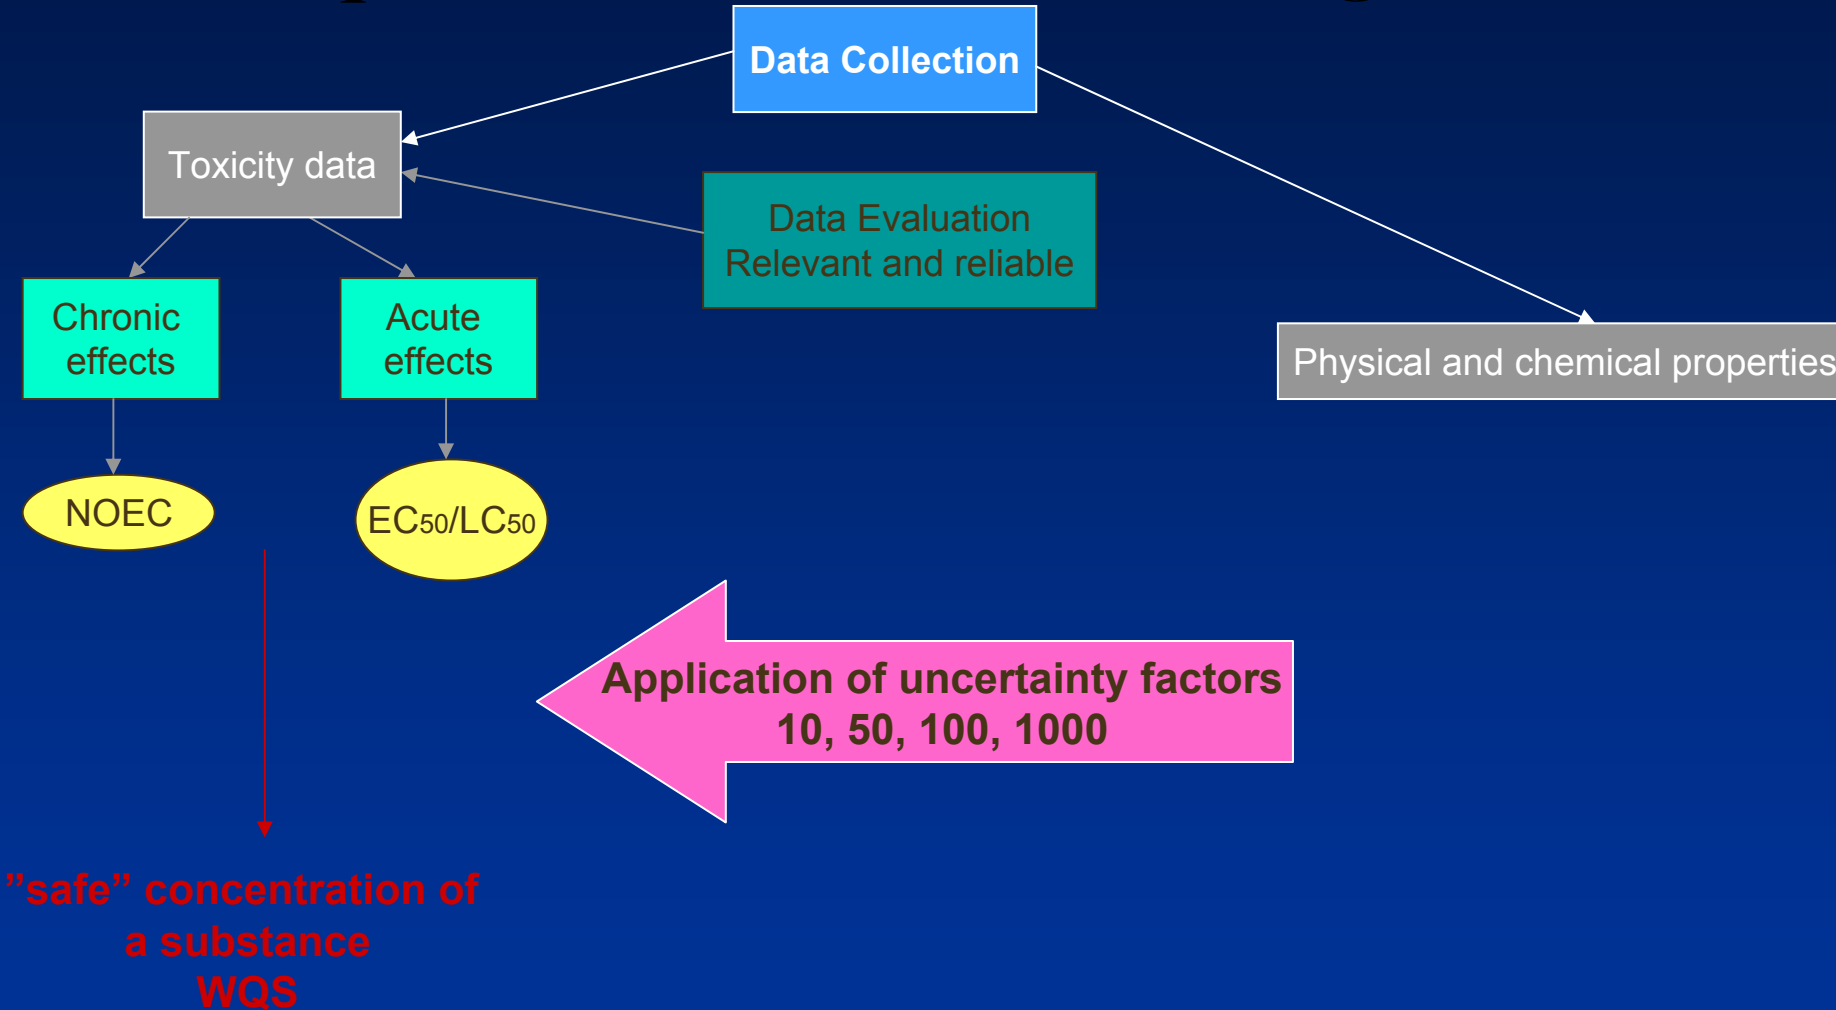 Data Collection
Toxicity data
Data Evaluation
Relevant and reliable
Chronic
effects
Acute
effects
Physical and chemical properties
NOEC
EC50/LC50
Application of uncertainty factors
10, 50, 100, 1000
”safe” concentration of
a substance
WQS